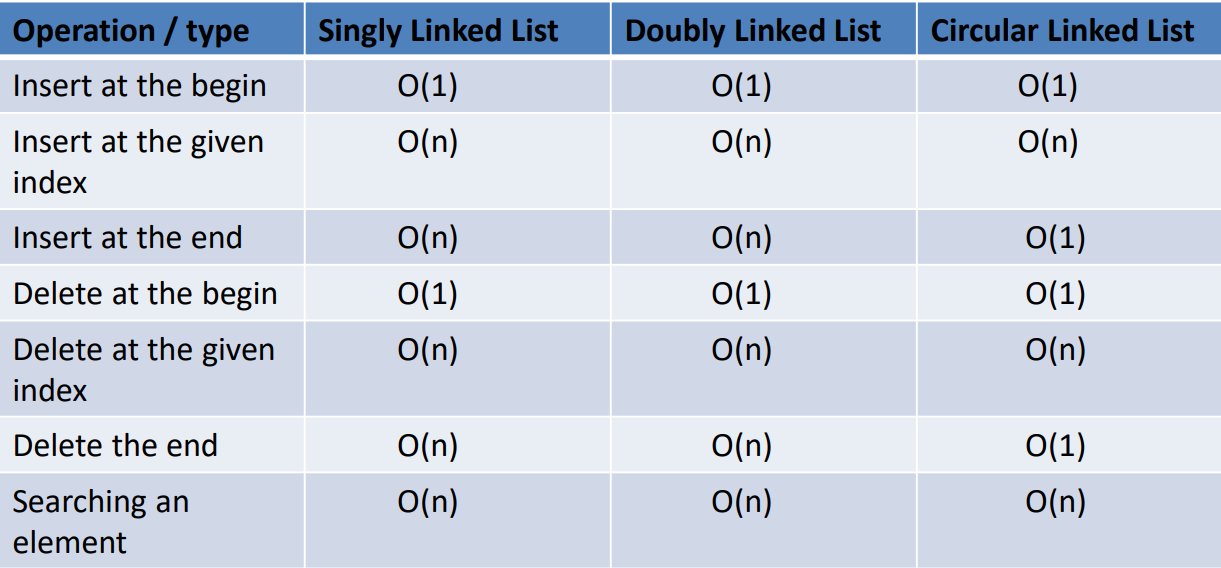 Operation / type Singly Linked List Doubly Linked List Circular Linked List
Insert at the begin O(1) O(1) O(1)
Insert at the given O(n) O(n) O(n)
index
Insert at the end O(n) O(n) O(1)
Delete at the begin O(1) O(1) O(1)
Delete at the given O(n) O(n) O(n)
index
Delete the end O(n) O(n) O(1)
Searching an O(n) O(n) O(n)
element